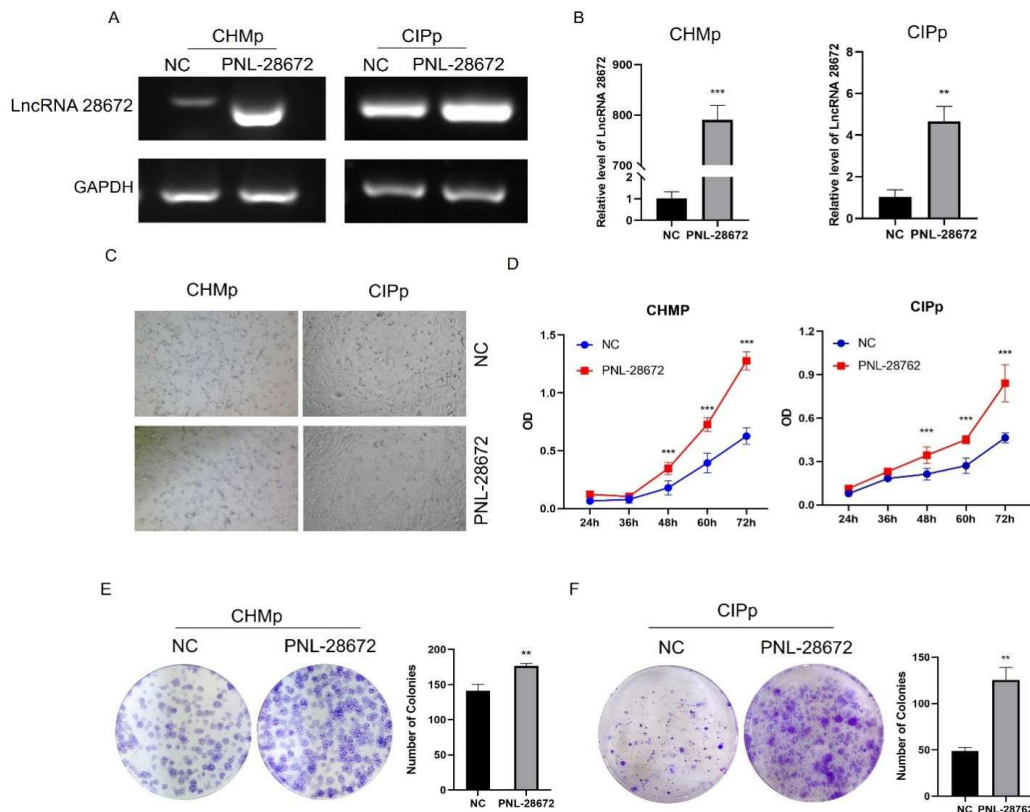 A
CHMp
CIPp
NC PNL-28672
NC PNL-28672
LncRNA 28672
GAPDH
B
CHMp
Relative level of LncRNA 28672
900
800
700
2
1
0
***
NC PNL-28672
CIPp
Relative level of LncRNA 28672
8
6
4
2
0
**
NC PNL-28672
C
CHMp
CIPp
NC
PNL-28672
D
CHMP
OD
1.5
1.0
0.5
0.0
NC
PNL-28672
***
***
***
24h 36h 48h 60h 72h
CIPp
OD
1.2
0.9
0.6
0.3
0.0
NC
PNL-28762
***
***
***
24h 36h 48h 60h 72h
E
CHMp
NC PNL-28672
Number of Colonies
200
150
100
50
0
**
NC PNL-28672
F
CIPp
NC PNL-28672
Number of Colonies
150
100
50
0
**
NC PNL-28762